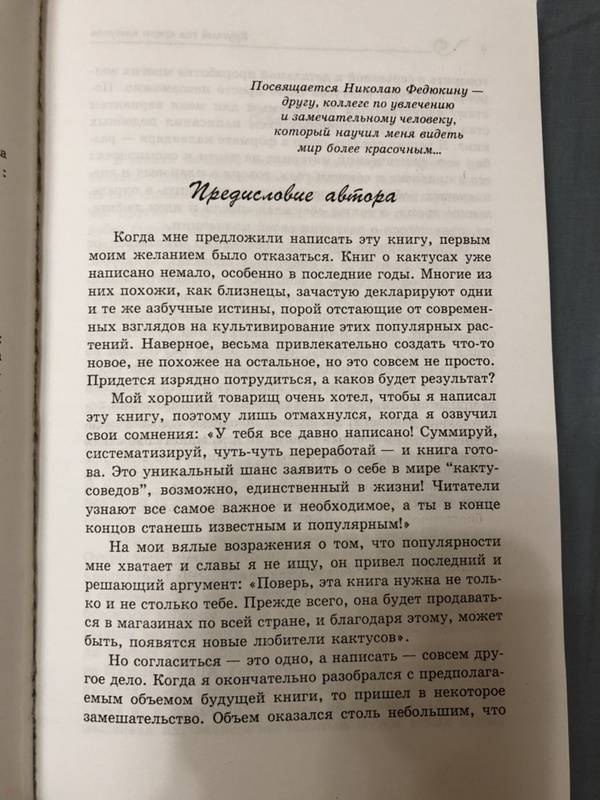 Посвящается Николаю Федюкину —
другу, коллеге по увлечению
и замечательному человеку,
который научил меня видеть
мир более красочным...
Предисловие автора
Когда мне предложили написать эту книгу, первым
моим желанием было отказаться. Книг о кактусах уже
написано немало, особенно в последние годы. Многие из
них похожи, как близнецы, зачастую декларируют одни
и те же азбучные истины, порой отстающие от современ-
ных взглядов на культивирование этих популярных рас-
тений. Наверное, весьма привлекательно создать что-то
новое, не похожее на остальное, но это совсем не просто.
Придется изрядно потрудиться, а каков будет результат?
Мой хороший товарищ очень хотел, чтобы я написал
эту книгу, поэтому лишь отмахнулся, когда я озвучил
свои сомнения: «У тебя все давно написано! Суммируй,
систематизируй, чуть-чуть переработай — и книга гото-
ва. Это уникальный шанс заявить о себе в мире “какту-
соведов”, возможно, единственный в жизни! Читатели
узнают все самое важное и необходимое, а ты в конце
концов станешь известным и популярным!»
На мои вялые возражения о том, что популярности
мне хватает и славы я не ищу, он привел последний и
решающий аргумент: «Поверь, эта книга нужна не толь-
ко и не столько тебе. Прежде всего, она будет продавать-
ся в магазинах по всей стране, и благодаря этому, может
быть, появятся новые любители кактусов».
Но согласиться — это одно, а написать — совсем дру-
гое дело. Когда я окончательно разобрался с предполага-
емым объемом будущей книги, то пришел в некоторое
замешательство. Объем оказался столь небольшим, что